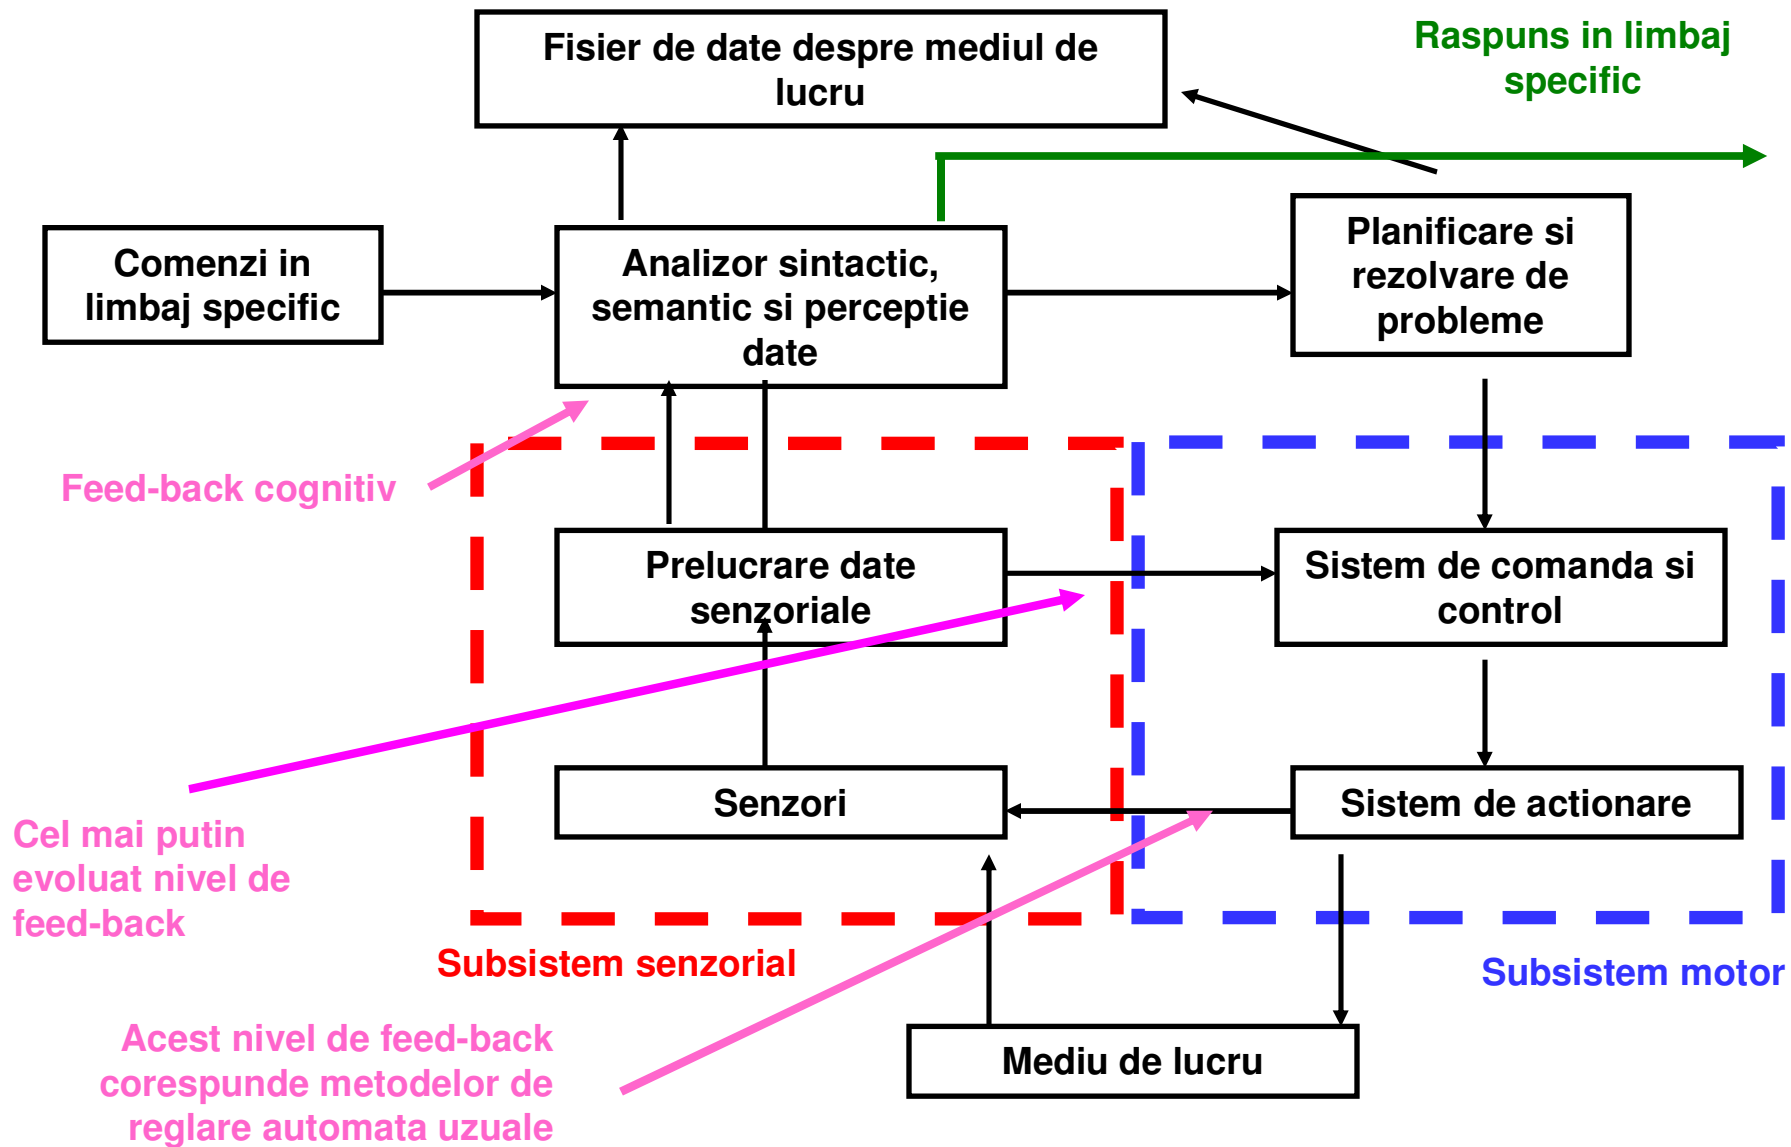 Fisier de date despre mediul de
lucru
Raspuns in limbaj
specific
Comenzi in
limbaj specific
Analizor sintactic,
semantic si perceptie
date
Planificare si
rezolvare de
probleme
Feed-back cognitiv
Prelucrare date
senzoriale
Sistem de comanda si
control
Senzori
Sistem de actionare
Cel mai putin
evoluat nivel de
feed-back
Subsistem senzorial
Subsistem motor
Acest nivel de feed-back
corespunde metodelor de
reglare automata uzuale
Mediu de lucru